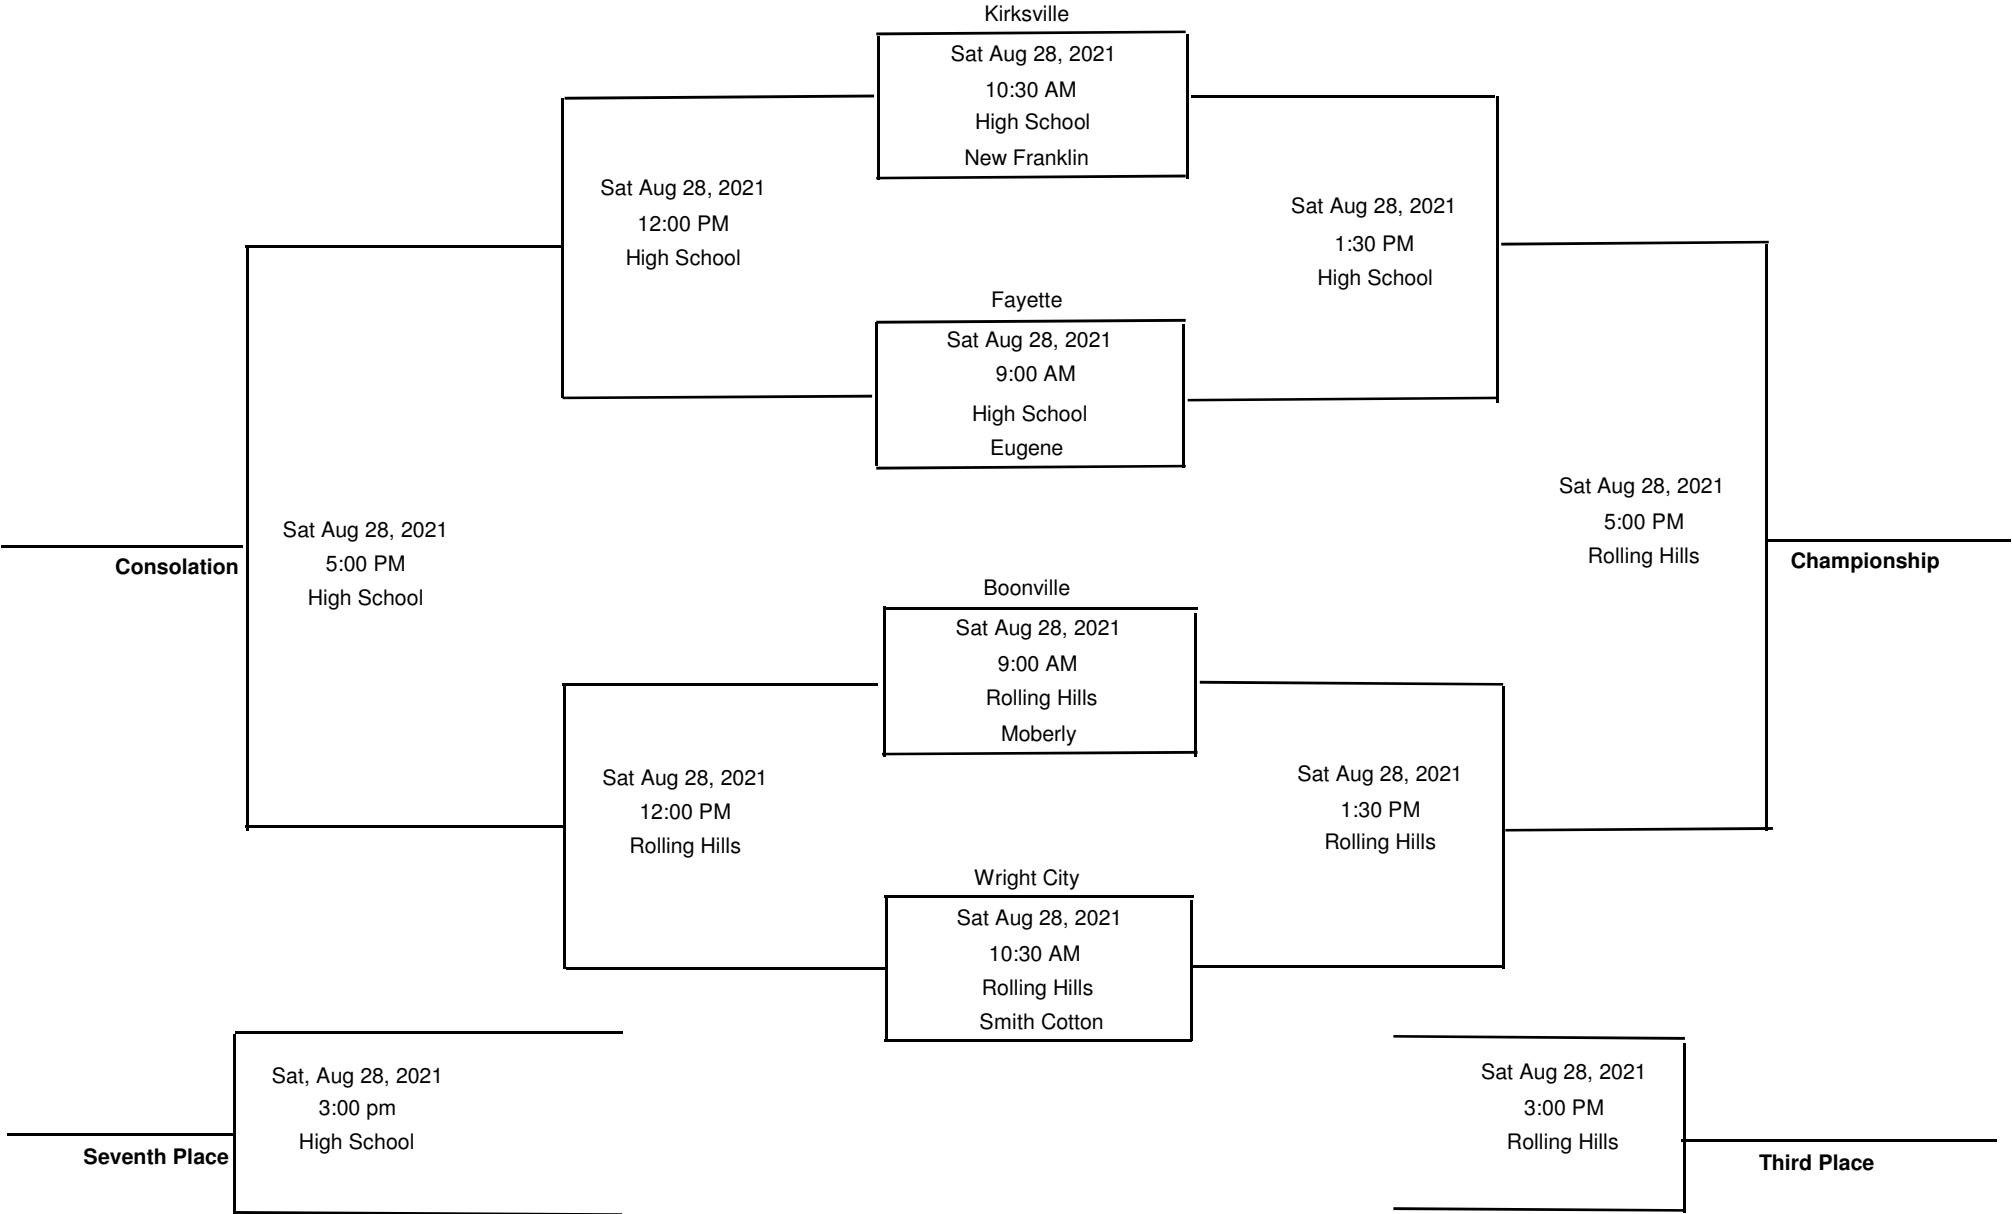 Kirksville
Sat Aug 28, 2021
10:30 AM
High School
New Franklin
Sat Aug 28, 2021
12:00 PM
High School
Sat Aug 28, 2021
1:30 PM
High School
Fayette
Sat Aug 28, 2021
9:00 AM
High School
Eugene
Sat Aug 28, 2021
5:00 PM
High School
Consolation
Sat Aug 28, 2021
5:00 PM
Rolling Hills
Championship
Boonville
Sat Aug 28, 2021
9:00 AM
Rolling Hills
Moberly
Sat Aug 28, 2021
12:00 PM
Rolling Hills
Sat Aug 28, 2021
1:30 PM
Rolling Hills
Wright City
Sat Aug 28, 2021
10:30 AM
Rolling Hills
Smith Cotton
Sat, Aug 28, 2021
3:00 pm
High School
Seventh Place
Sat Aug 28, 2021
3:00 PM
Rolling Hills
Third Place